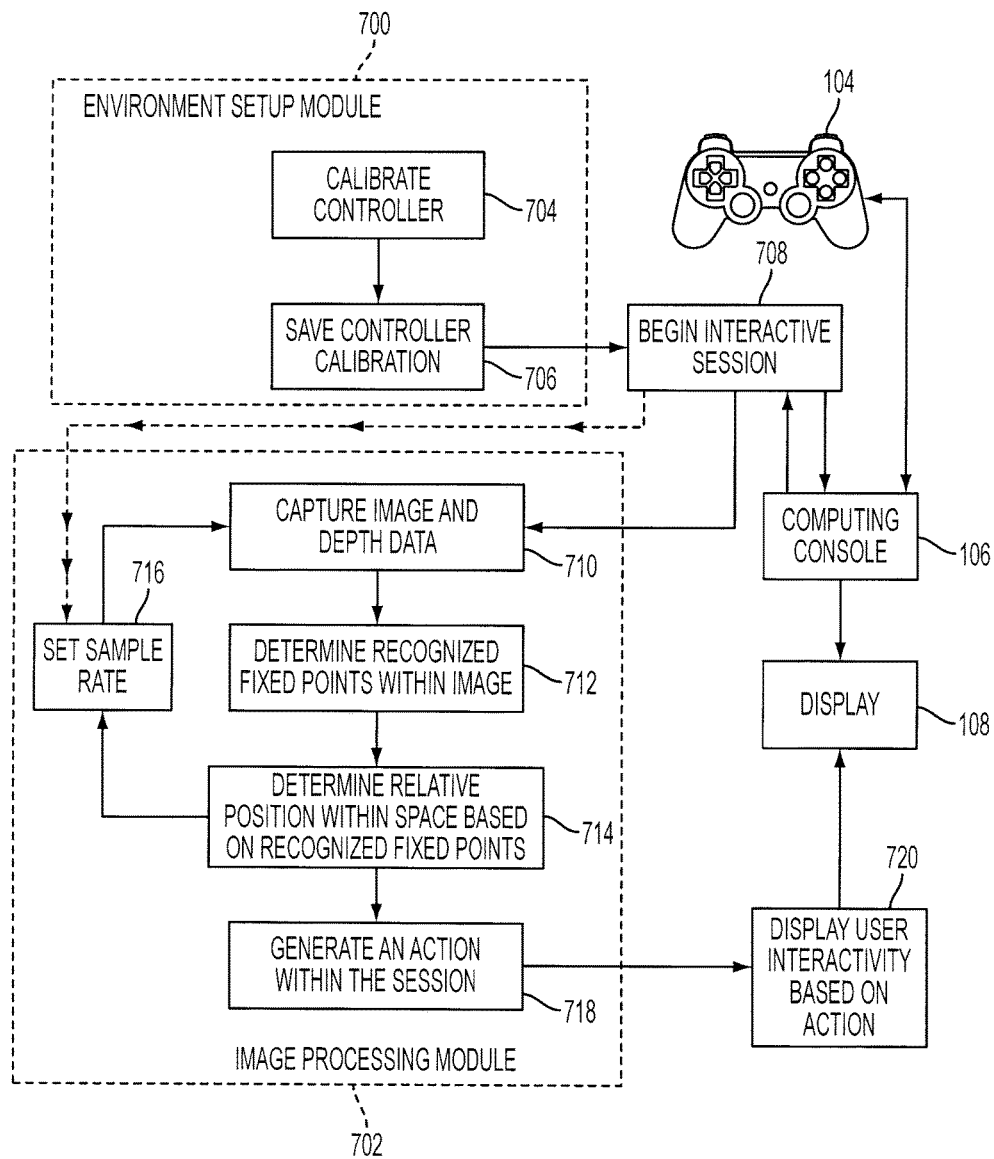 700
ENVIRONMENT SETUP MODULE
104
CALIBRATE
CONTROLLER
704
708
SAVE CONTROLLER
CALIBRATION
706
BEGIN INTERACTIVE
SESSION
CAPTURE IMAGE AND
DEPTH DATA
710
COMPUTING
CONSOLE
106
716
SET SAMPLE
RATE
DETERMINE RECOGNIZED
FIXED POINTS WITHIN IMAGE
712
DISPLAY
108
DETERMINE RELATIVE
POSITION WITHIN SPACE BASED
ON RECOGNIZED FIXED POINTS
714
720
GENERATE AN ACTION
WITHIN THE SESSION
718
DISPLAY USER
INTERACTIVITY
BASED ON
ACTION
IMAGE PROCESSING MODULE
702